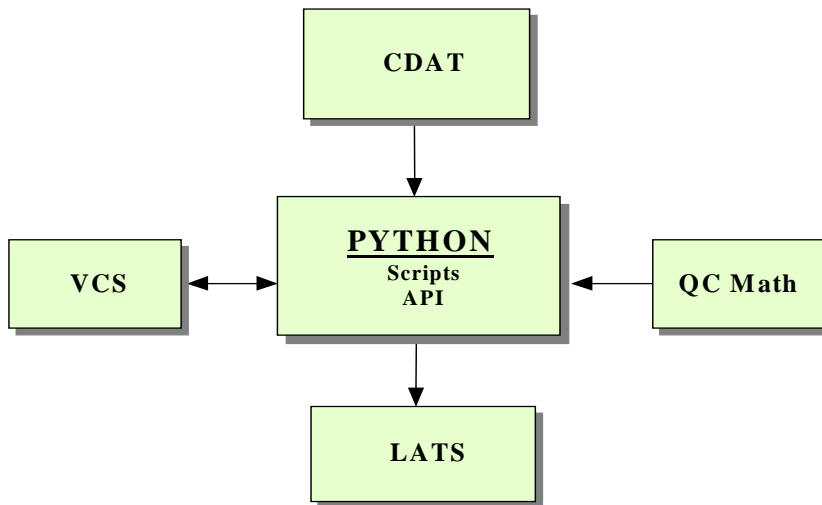 CDAT
PYTHON
Scripts
API
VCS
QC Math
LATS